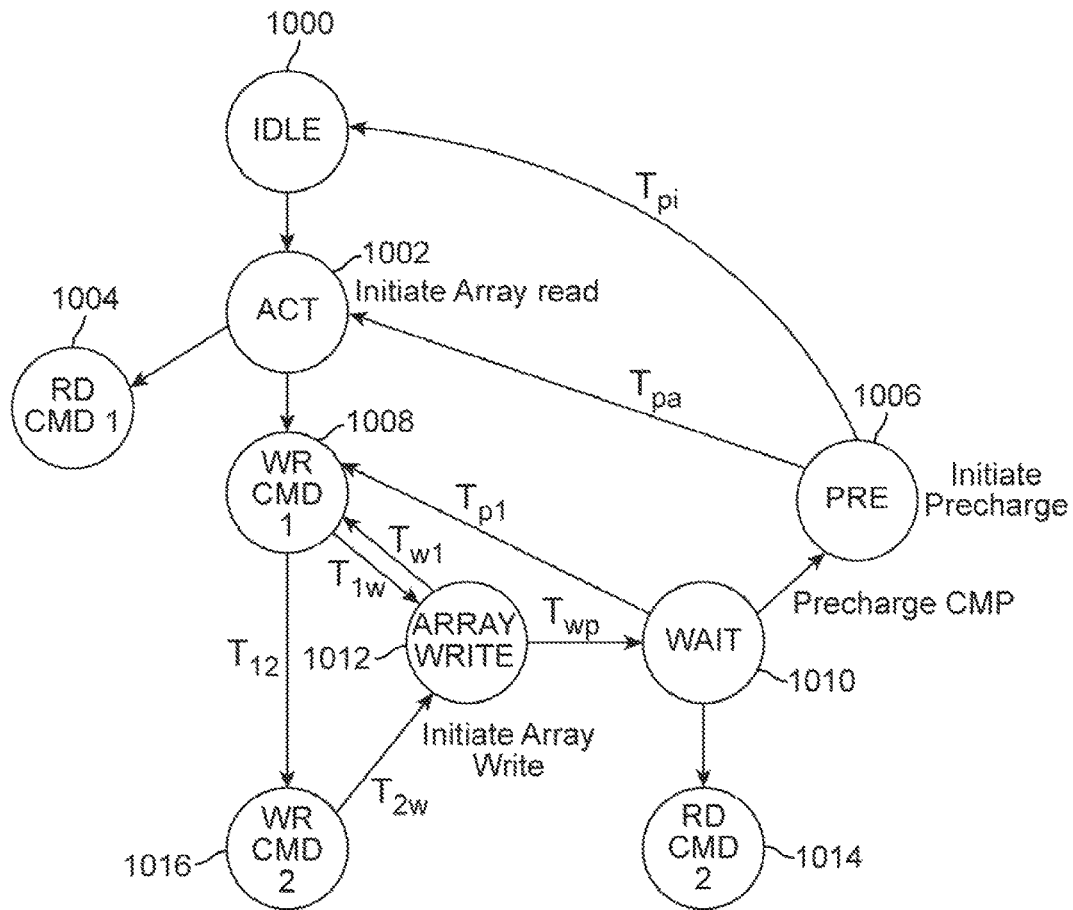 1000
IDLE
T_pi
1002
ACT
Initiate Array read
1004
RD
CMD 1
T_pa
1006
PRE
Initiate
Precharge
1008
WR
CMD
1
T_p1
T_w1
T_1w
Precharge CMP
ARRAY
WRITE
1012
T_wp
WAIT
1010
T_12
Initiate Array
Write
T_2w
WR
CMD
2
1016
RD
CMD
2
1014